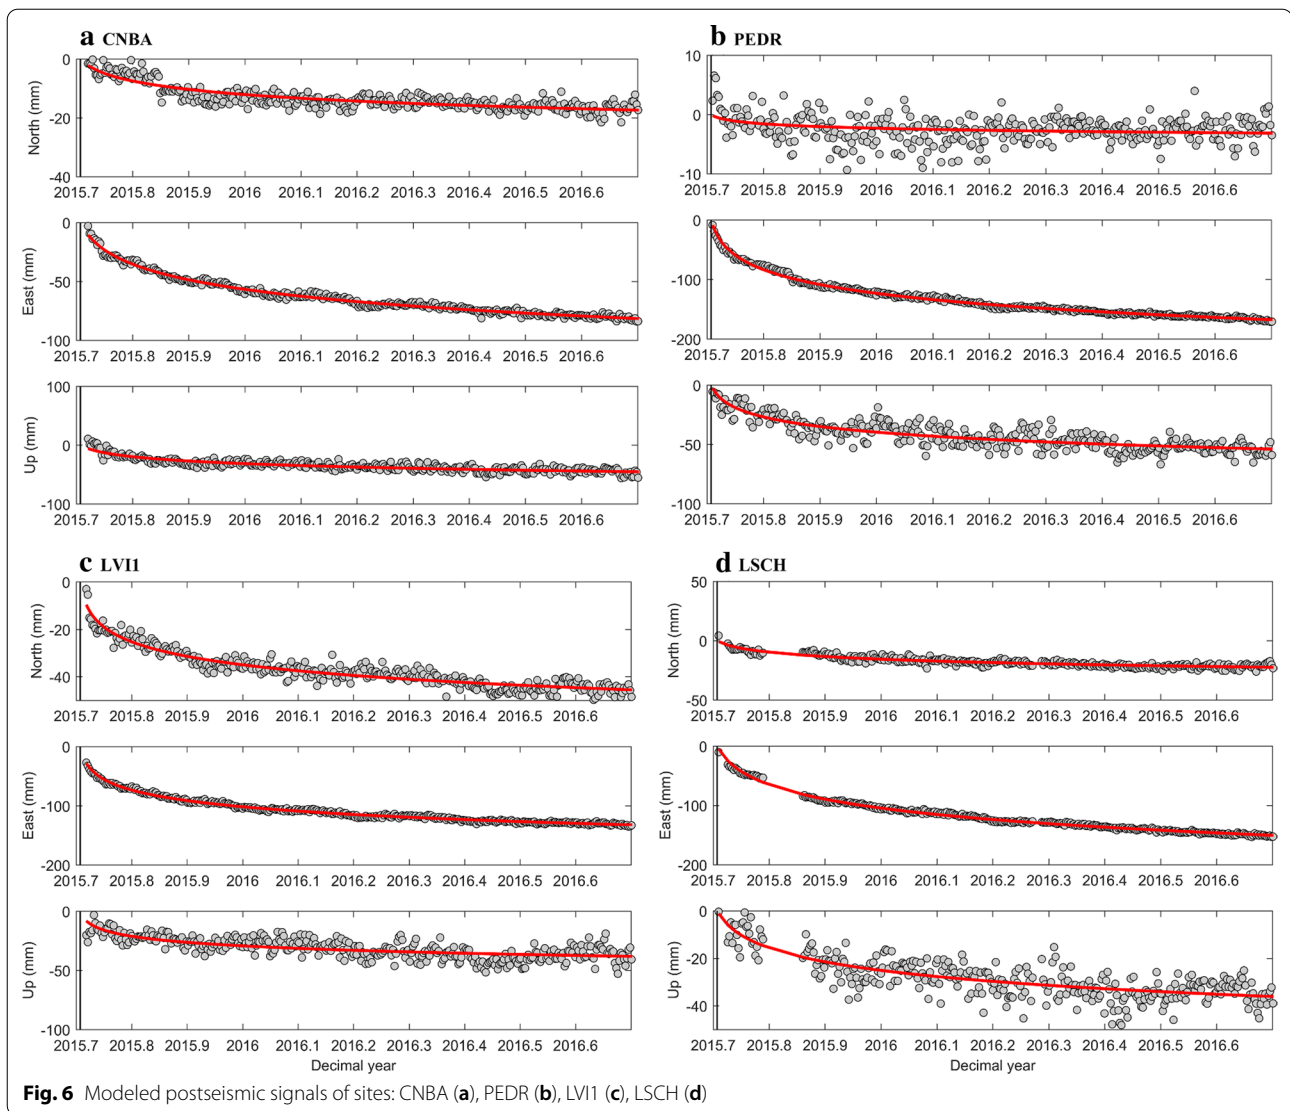 a CNBA
0
-20
-40
North (mm)
2015.7 2015.8 2015.9 2016 2016.1 2016.2 2016.3 2016.4 2016.5 2016.6
0
-50
-100
East (mm)
2015.7 2015.8 2015.9 2016 2016.1 2016.2 2016.3 2016.4 2016.5 2016.6
100
0
-100
Up (mm)
2015.7 2015.8 2015.9 2016 2016.1 2016.2 2016.3 2016.4 2016.5 2016.6
b PEDR
10
0
-10
North (mm)
2015.7 2015.8 2015.9 2016 2016.1 2016.2 2016.3 2016.4 2016.5 2016.6
0
-100
-200
East (mm)
2015.7 2015.8 2015.9 2016 2016.1 2016.2 2016.3 2016.4 2016.5 2016.6
0
-50
-100
Up (mm)
2015.7 2015.8 2015.9 2016 2016.1 2016.2 2016.3 2016.4 2016.5 2016.6
c LVI1
0
-20
-40
North (mm)
2015.7 2015.8 2015.9 2016 2016.1 2016.2 2016.3 2016.4 2016.5 2016.6
0
-100
-200
East (mm)
2015.7 2015.8 2015.9 2016 2016.1 2016.2 2016.3 2016.4 2016.5 2016.6
0
-50
-100
Up (mm)
2015.7 2015.8 2015.9 2016 2016.1 2016.2 2016.3 2016.4 2016.5 2016.6
Decimal year
d LSCH
50
0
-50
North (mm)
2015.7 2015.8 2015.9 2016 2016.1 2016.2 2016.3 2016.4 2016.5 2016.6
0
-100
-200
East (mm)
2015.7 2015.8 2015.9 2016 2016.1 2016.2 2016.3 2016.4 2016.5 2016.6
0
-20
-40
Up (mm)
2015.7 2015.8 2015.9 2016 2016.1 2016.2 2016.3 2016.4 2016.5 2016.6
Decimal year
Fig. 6 Modeled postseismic signals of sites: CNBA (a), PEDR (b), LVI1 (c), LSCH (d)